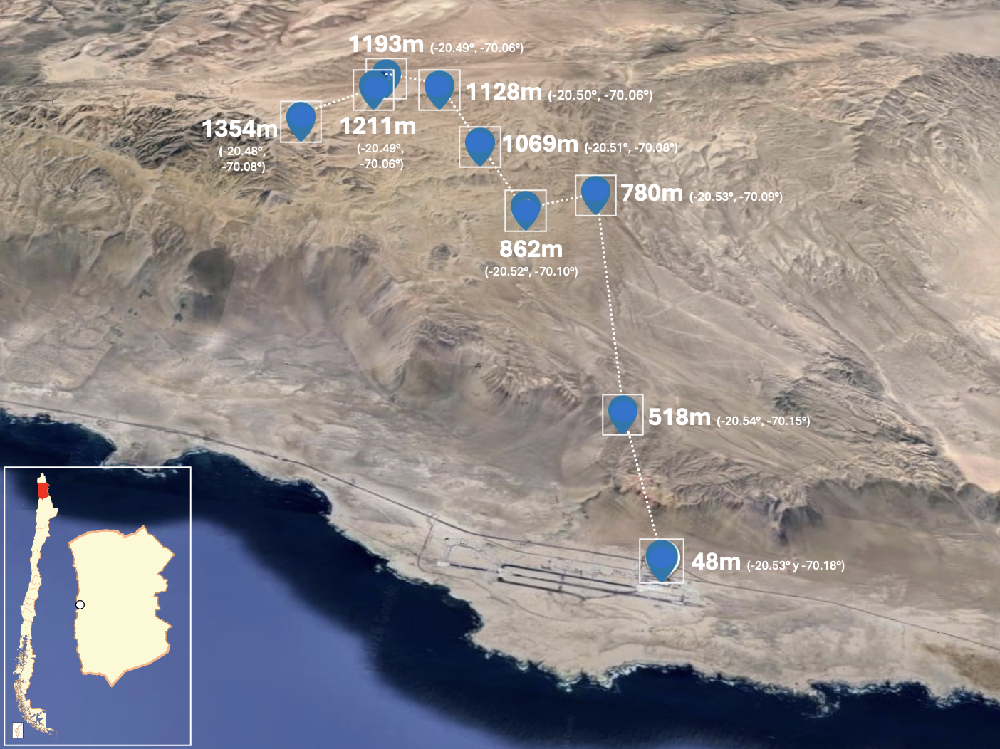 1193m (-20.49°, -70.06°)
1128m (-20.50°, -70.06°)
1354m
(-20.48°,
-70.08°)
1211m
(-20.49°,
-70.06°)
1069m (-20.51°, -70.08°)
780m (-20.53°, -70.09°)
862m
(-20.52°, -70.10°)
518m (-20.54°, -70.15°)
48m (-20.53° y -70.18°)